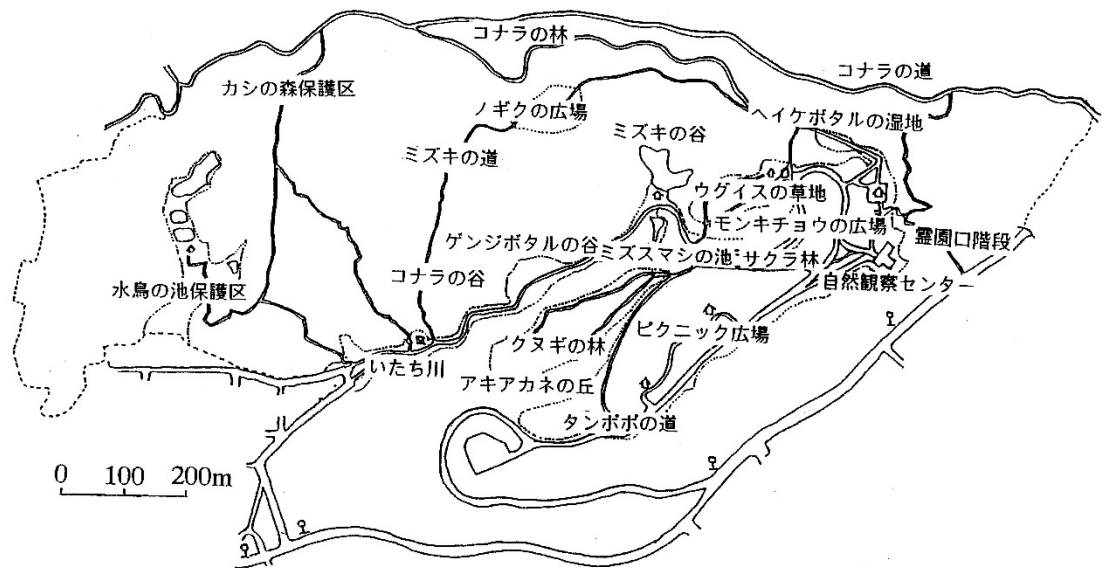 コナラの林
コナラの道
カシの森保護区
ノギクの広場
ヘイケボタルの湿地
ミズキの谷
ミズキの道
ウグイスの草地
モンキチョウの広場
霊園口階段
ゲンジボタルの谷
ミズスマシの池
サクラ林
自然観察センター
コナラの谷
水鳥の池保護区
ピクニック広場
クヌギの林
いたち川
アキアカネの丘
タンポポの道
0 100 200m